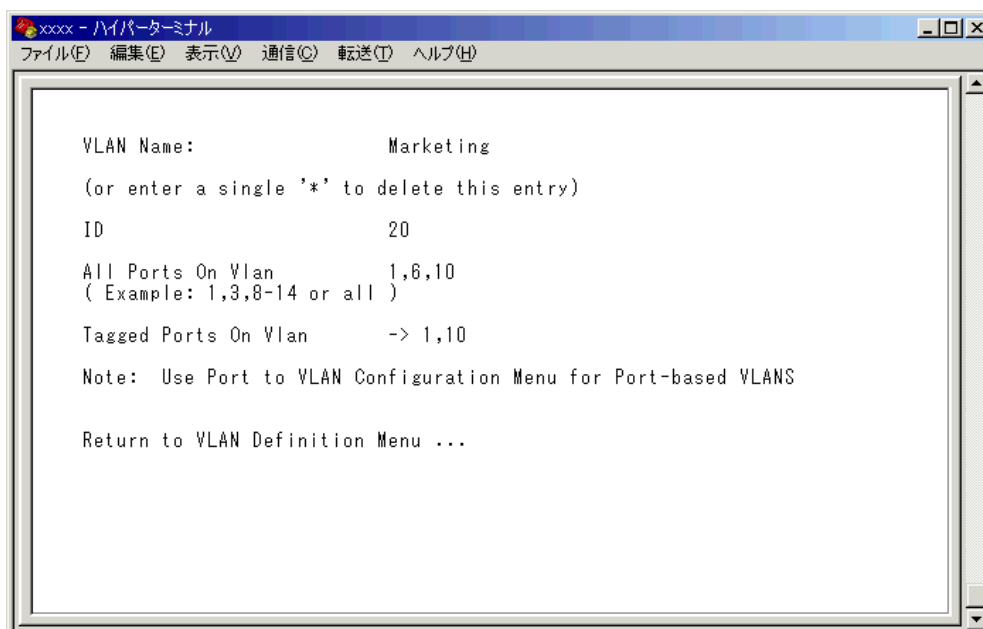 xxxx - ハイパーターミナル
ファイル(F) 編集(E) 表示(V) 通信(C) 転送(T) ヘルプ(H)
VLAN Name: Marketing
(or enter a single '*' to delete this entry)
ID 20
All Ports On Vlan 1,6,10
( Example: 1,3,8-14 or all )
Tagged Ports On Vlan -> 1,10
Note: Use Port to VLAN Configuration Menu for Port-based VLANS
Return to VLAN Definition Menu ...